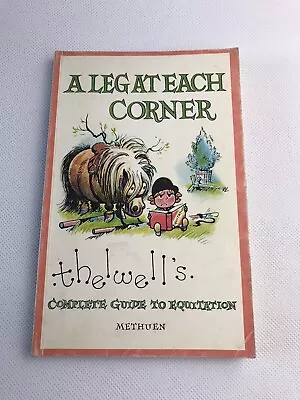 A LEG AT EACH
CORNER
thelwell's
COMPLETE GUIDE TO EQUITATION
METHUEN